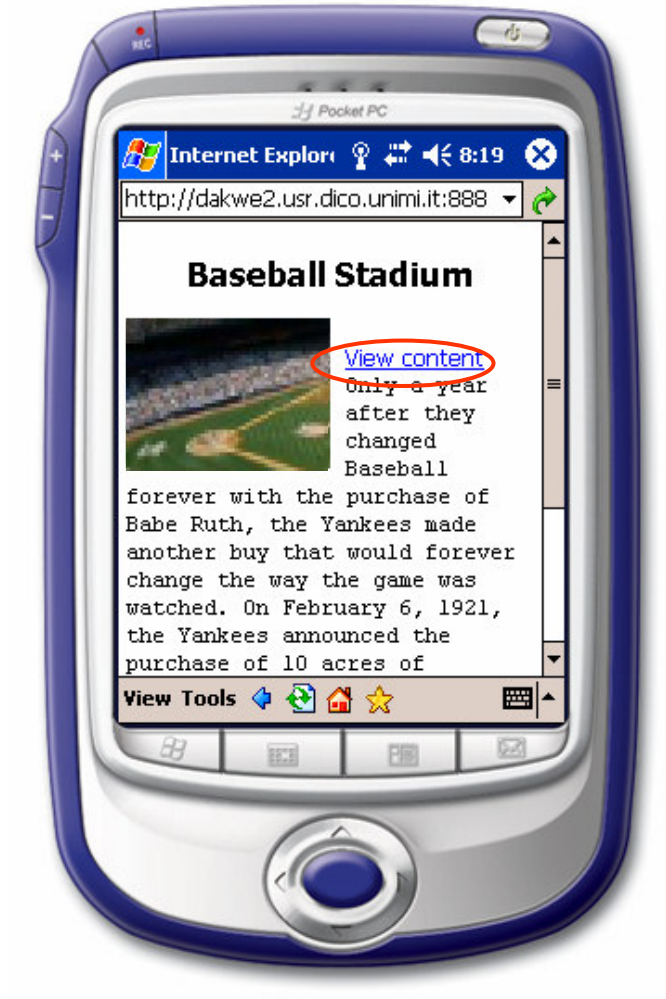 REC
Pocket PC
Internet Explor
8:19
http://dakwe2.usr.dico.unimi.it:888
Baseball Stadium
View content
Only a year
after they
changed
Baseball
forever with the purchase of
Babe Ruth, the Yankees made
another buy that would forever
change the way the game was
watched. On February 6, 1921,
the Yankees announced the
purchase of 10 acres of
View Tools